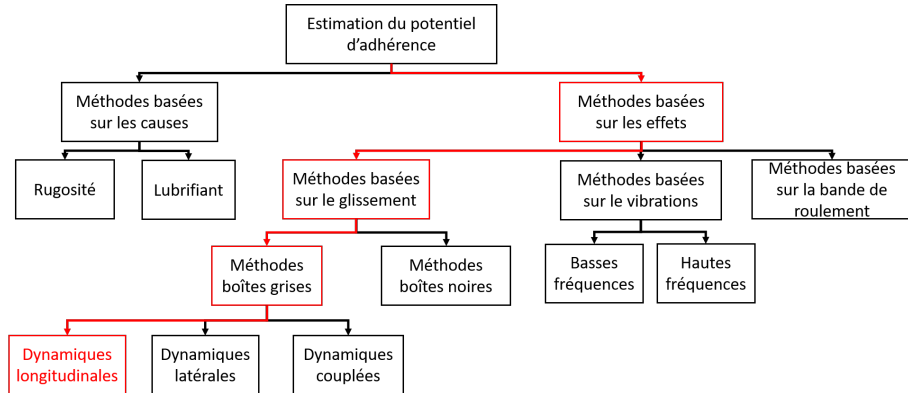 Estimation du potentiel
d'adhérence
Méthodes basées
sur les causes
Méthodes basées
sur les effets
Rugosité
Lubrifiant
Méthodes basées
sur le glissement
Méthodes basées
sur le vibrations
Méthodes basées
sur la bande de
roulement
Méthodes
boîtes grises
Méthodes
boîtes noires
Basses
fréquences
Hautes
fréquences
Dynamiques
longitudinales
Dynamiques
latérales
Dynamiques
couplées